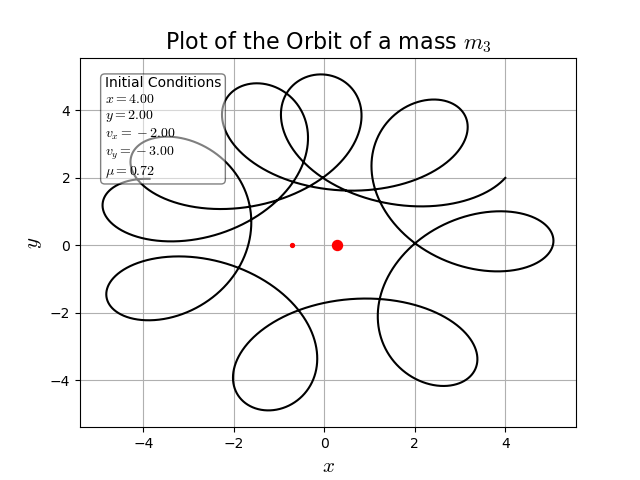 Plot of the Orbit of a mass m₃
Initial Conditions
x = 4.00
y = 2.00
vₓ = −2.00
v_y = −3.00
μ = 0.72
4
2
0
−2
−4
y
−4
−2
0
2
4
x